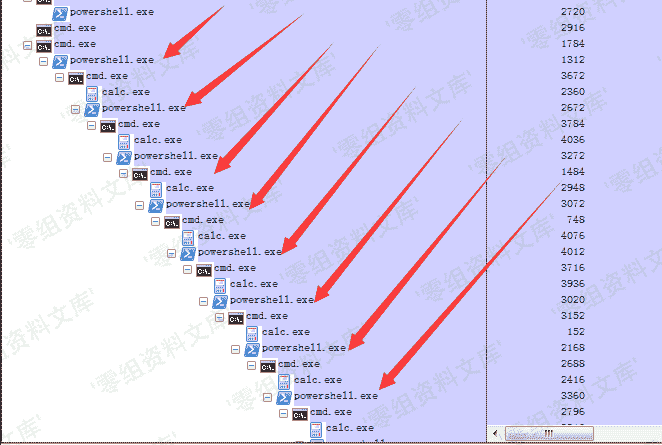 powershell.exe 2720
cmd.exe 2916
cmd.exe 1784
powershell.exe 1312
cmd.exe 3672
calc.exe 2360
powershell.exe 2672
cmd.exe 3784
calc.exe 4036
powershell.exe 3272
cmd.exe 1484
calc.exe 2948
powershell.exe 3072
cmd.exe 748
calc.exe 4076
powershell.exe 4012
cmd.exe 3716
calc.exe 3936
powershell.exe 3020
cmd.exe 3152
calc.exe 152
powershell.exe 2168
cmd.exe 2688
calc.exe 2416
powershell.exe 3360
cmd.exe 2796
calc.exe
'零组资料文库'